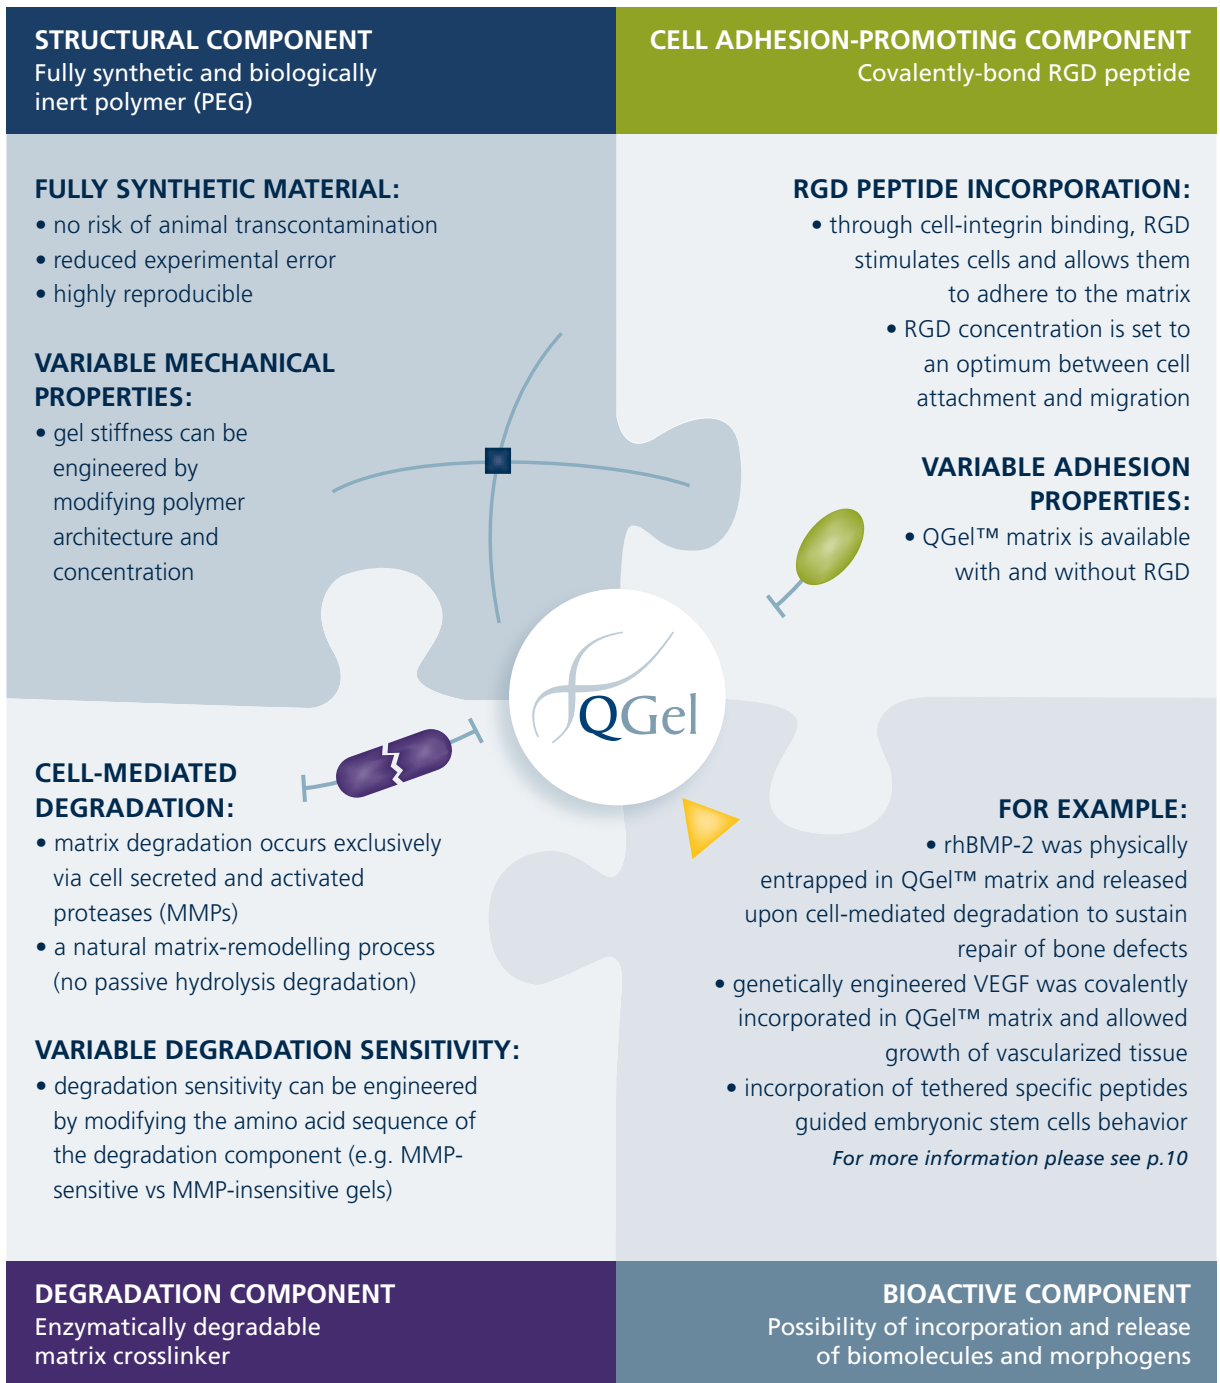 STRUCTURAL COMPONENT
Fully synthetic and biologically
inert polymer (PEG)
CELL ADHESION-PROMOTING COMPONENT
Covalently-bond RGD peptide
FULLY SYNTHETIC MATERIAL:
• no risk of animal transcontamination
• reduced experimental error
• highly reproducible
VARIABLE MECHANICAL
PROPERTIES:
• gel stiffness can be
engineered by
modifying polymer
architecture and
concentration
RGD PEPTIDE INCORPORATION:
• through cell-integrin binding, RGD
stimulates cells and allows them
to adhere to the matrix
• RGD concentration is set to
an optimum between cell
attachment and migration
VARIABLE ADHESION
PROPERTIES:
• QGel™ matrix is available
with and without RGD
QGel
CELL-MEDIATED
DEGRADATION:
• matrix degradation occurs exclusively
via cell secreted and activated
proteases (MMPs)
• a natural matrix-remodelling process
(no passive hydrolysis degradation)
VARIABLE DEGRADATION SENSITIVITY:
• degradation sensitivity can be engineered
by modifying the amino acid sequence of
the degradation component (e.g. MMP-
sensitive vs MMP-insensitive gels)
FOR EXAMPLE:
• rhBMP-2 was physically
entrapped in QGel™ matrix and released
upon cell-mediated degradation to sustain
repair of bone defects
• genetically engineered VEGF was covalently
incorporated in QGel™ matrix and allowed
growth of vascularized tissue
• incorporation of tethered specific peptides
guided embryonic stem cells behavior
For more information please see p.10
DEGRADATION COMPONENT
Enzymatically degradable
matrix crosslinker
BIOACTIVE COMPONENT
Possibility of incorporation and release
of biomolecules and morphogens